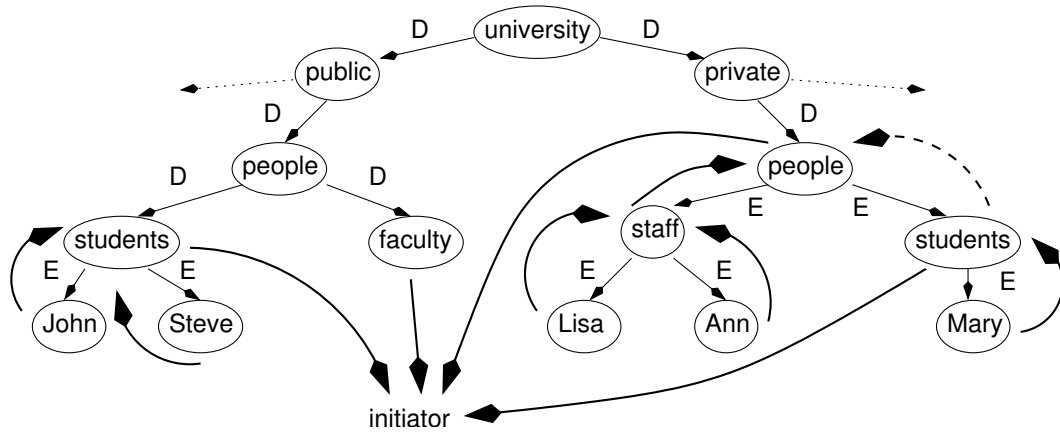 D university D
public private
D D
people people
D D E E
students faculty staff students
E E E E E
John Steve Lisa Ann Mary
initiator